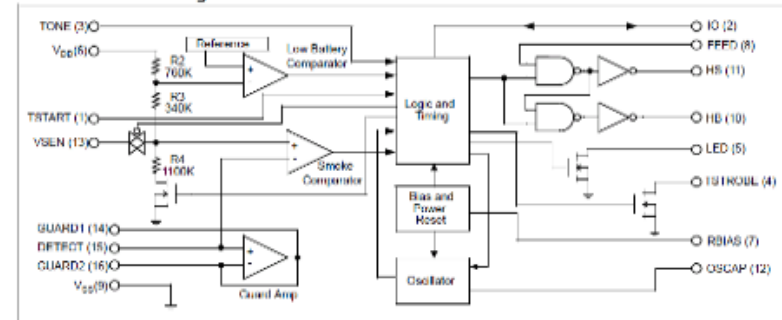 TONE (3)
IO (2)
VDD(6)
Reference
FEED (8)
R2
760K
Low Battery
Comparator
HS (11)
R3
340K
Logic and
Timing
TSTART (1)
HB (10)
VSEN (13)
R4
1100K
Smoke
Comparator
LED (5)
TSTROBE (4)
Bias and
Power
Reset
GUARD1 (14)
DETECT (15)
RBIAS (7)
GUARD2 (16)
OSCAP (12)
Oscillator
Guard Amp
VSS(9)